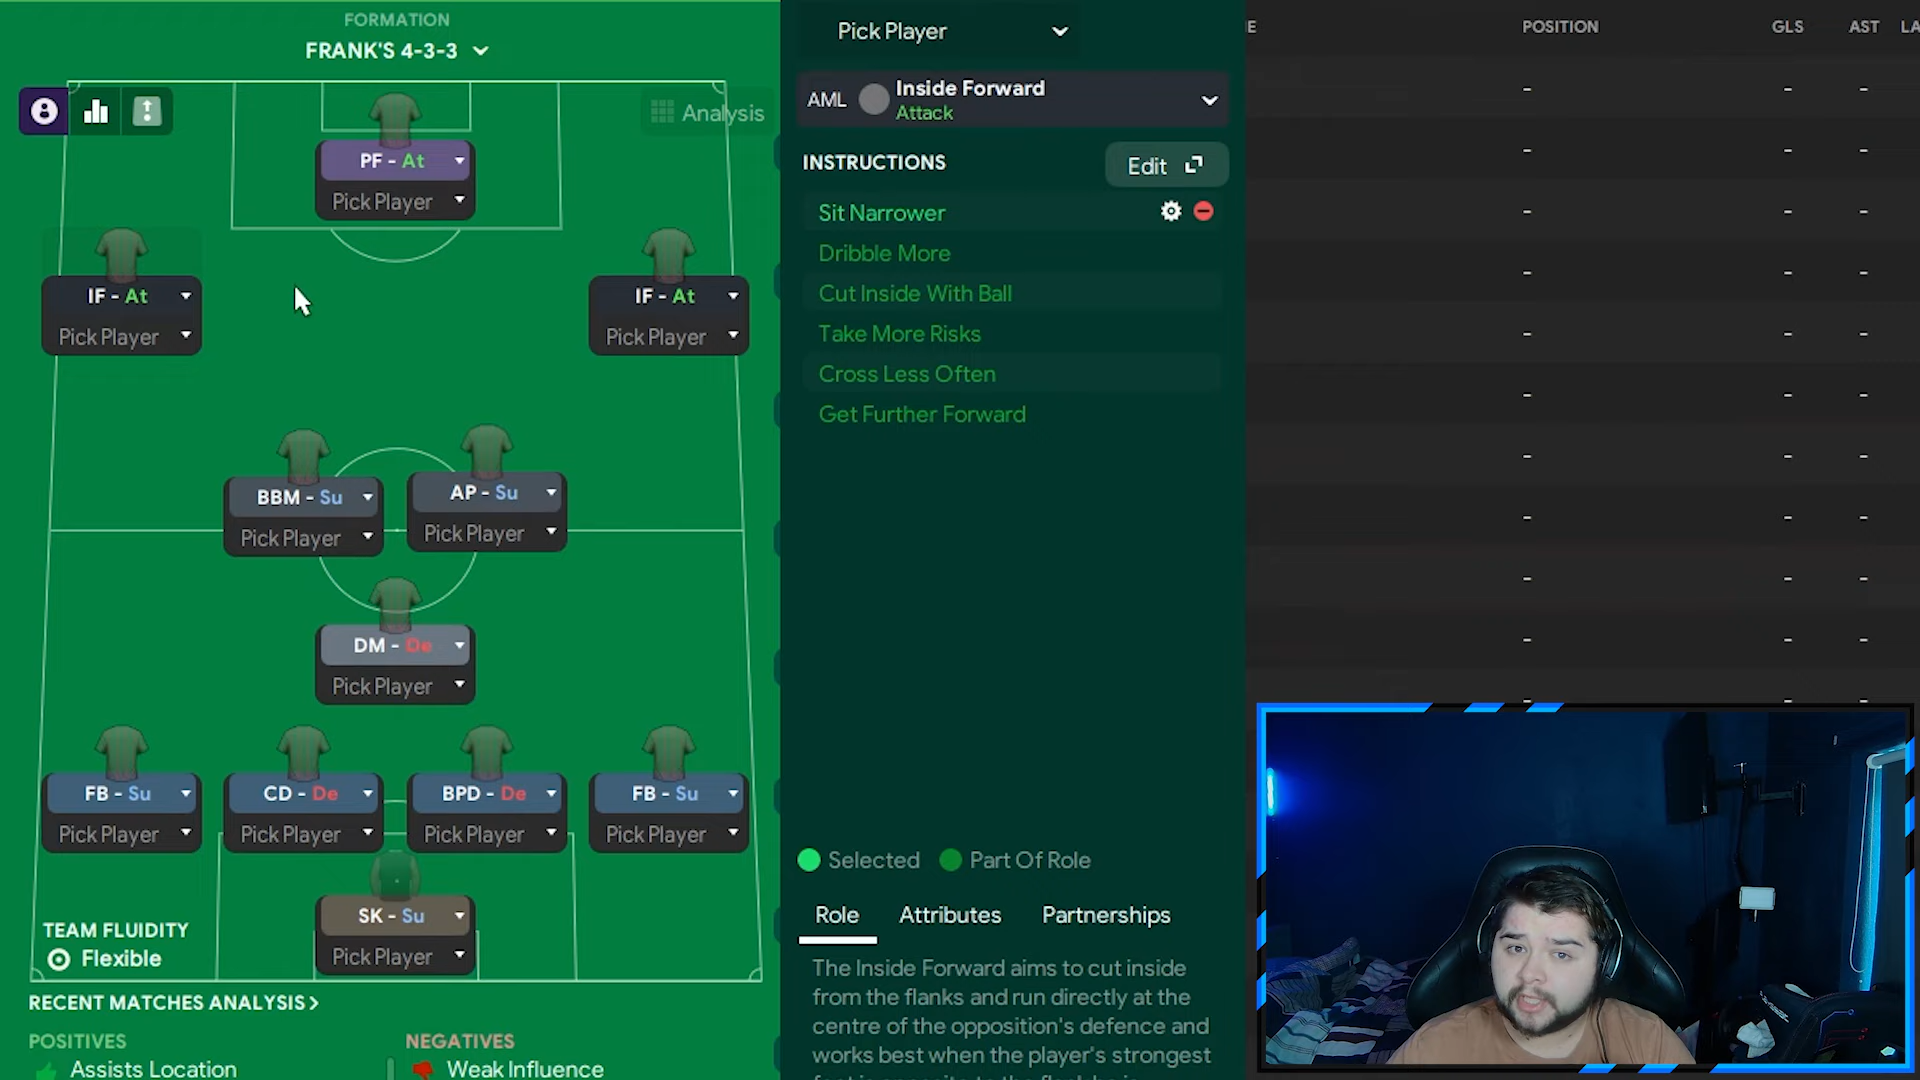 FORMATION
FRANK'S 4-3-3
Analysis
PF - At
Pick Player
IF - At
Pick Player
IF - At
Pick Player
BBM - Su
Pick Player
AP - Su
Pick Player
DM - De
Pick Player
FB - Su
Pick Player
CD - De
Pick Player
BPD - De
Pick Player
FB - Su
Pick Player
SK - Su
Pick Player
TEAM FLUIDITY
Flexible
RECENT MATCHES ANALYSIS >
POSITIVES
Assists Location
NEGATIVES
Weak Influence
Pick Player
AML
Inside Forward
Attack
INSTRUCTIONS
Edit
Sit Narrower
Dribble More
Cut Inside With Ball
Take More Risks
Cross Less Often
Get Further Forward
Selected
Part Of Role
Role
Attributes
Partnerships
The Inside Forward aims to cut inside
from the flanks and run directly at the
centre of the opposition's defence and
works best when the player's strongest
E
POSITION
GLS
AST
LA